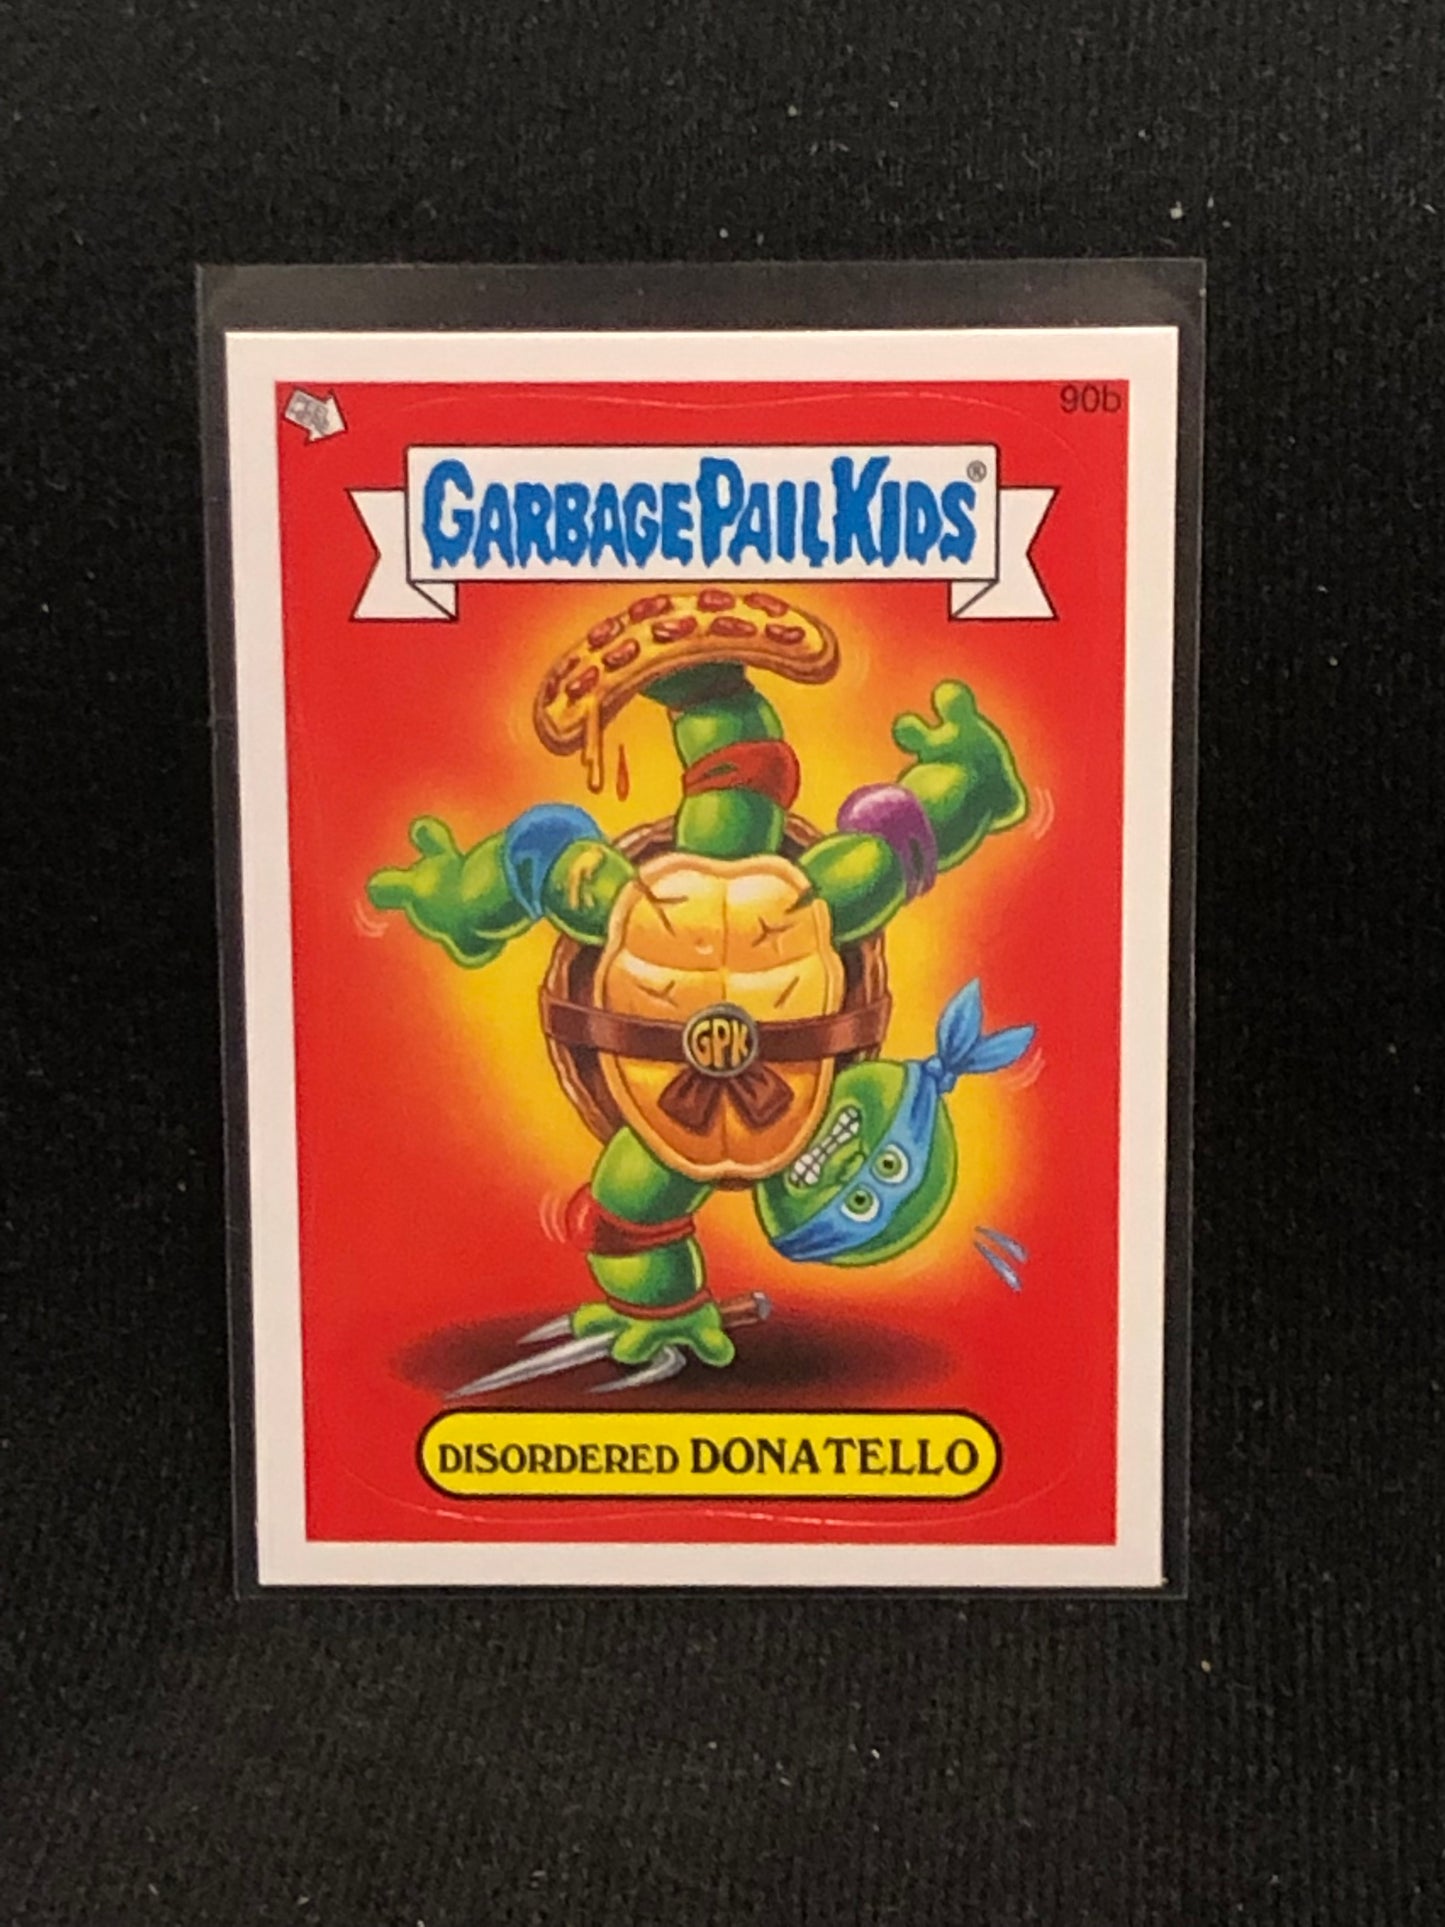 90b
GARBAGE PAIL KIDS®
GPK
DISORDERED DONATELLO